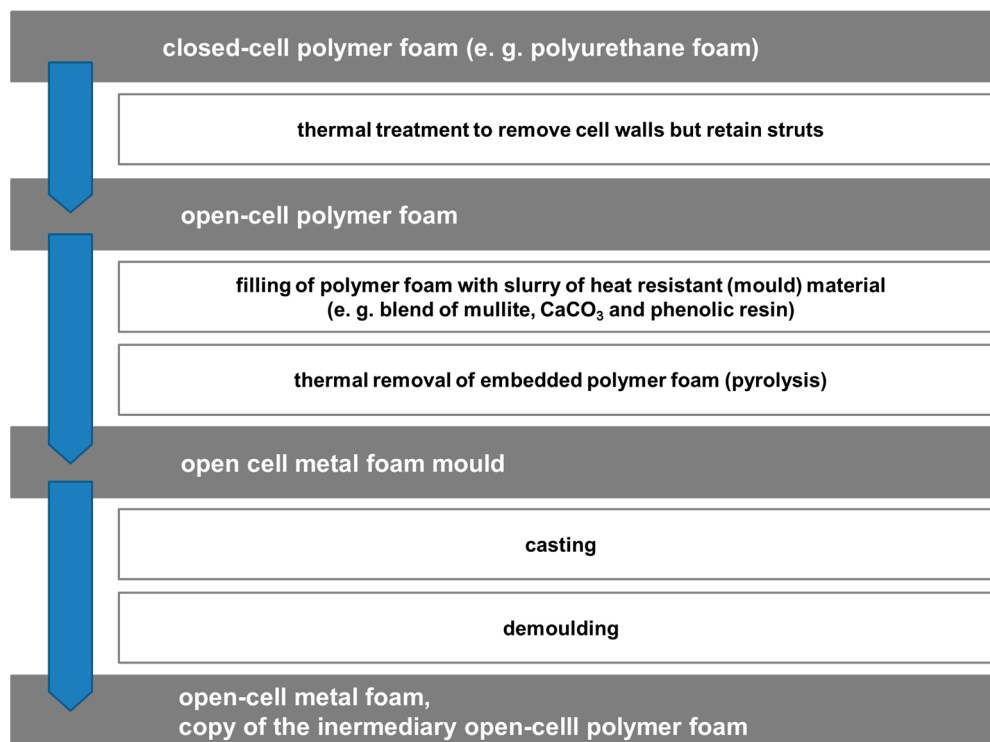 closed-cell polymer foam (e. g. polyurethane foam)
thermal treatment to remove cell walls but retain struts
open-cell polymer foam
filling of polymer foam with slurry of heat resistant (mould) material
(e. g. blend of mullite, CaCO₃ and phenolic resin)
thermal removal of embedded polymer foam (pyrolysis)
open cell metal foam mould
casting
demoulding
open-cell metal foam,
copy of the inermediary open-celll polymer foam